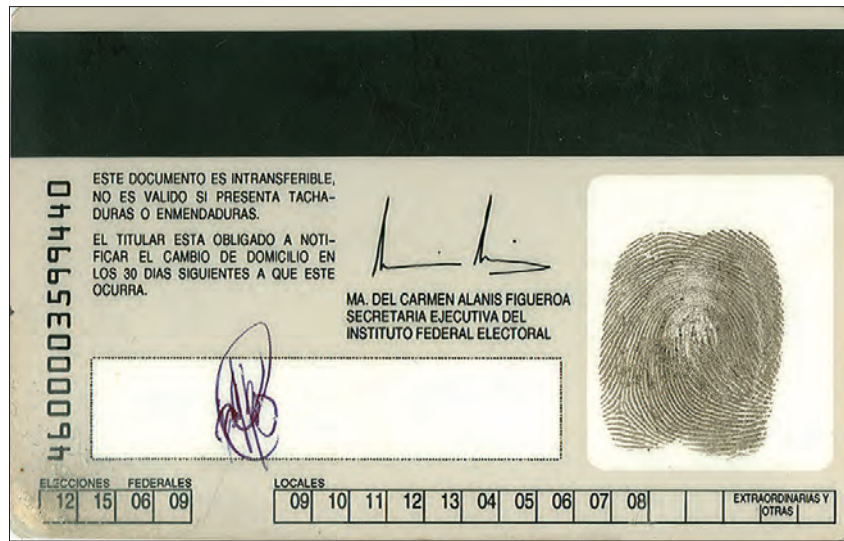 4600003599440
ESTE DOCUMENTO ES INTRANSFERIBLE,
NO ES VALIDO SI PRESENTA TACHA-
DURAS O ENMENDADURAS.
EL TITULAR ESTA OBLIGADO A NOTI-
FICAR EL CAMBIO DE DOMICILIO EN
LOS 30 DIAS SIGUIENTES A QUE ESTE
OCURRA.
MA. DEL CARMEN ALANIS FIGUEROA
SECRETARIA EJECUTIVA DEL
INSTITUTO FEDERAL ELECTORAL
ELECCIONES FEDERALES
12 15 06 09
LOCALES
09 10 11 12 13 04 05 06 07 08
EXTRAORDINARIAS Y
OTRAS